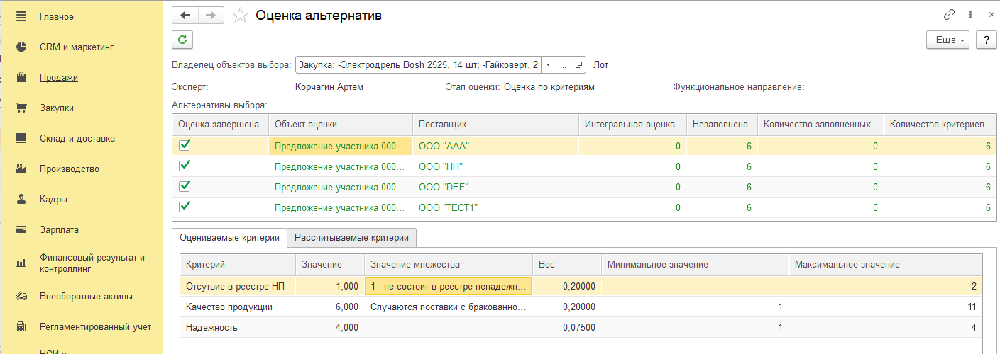 Главное
CRM и маркетинг
Продажи
Закупки
Склад и доставка
Производство
Кадры
Зарплата
Финансовый результат и
контроллинг
Внеоборотные активы
Регламентированный учет
НСИ и
Оценка альтернатив
Еще
?
Владелец объектов выбора: Закупка: -Электродрель Bosh 2525, 14 шт; -Гайковерт, 2 ... Лот
Эксперт: Корчагин Артем Этап оценки: Оценка по критериям Функциональное направление:
Альтернативы выбора:
Оценка завершена Объект оценки Поставщик Интегральная оценка Незаполнено Количество заполненных Количество критериев
Предложение участника 000... ООО "ААА" 0 6 0 6
Предложение участника 000... ООО "НН" 0 6 0 6
Предложение участника 000... ООО "DEF" 0 6 0 6
Предложение участника 000... ООО "ТЕСТ1" 0 6 0 6
Оцениваемые критерии Рассчитываемые критерии
Критерий Значение Значение множества Вес Минимальное значение Максимальное значение
Отсутвие в реестре НП 1,000 1 - не состоит в реестре ненадежн... 0,20000 2
Качество продукции 6,000 Случаются поставки с бракованно... 0,20000 1 11
Надежность 4,000 0,07500 1 4